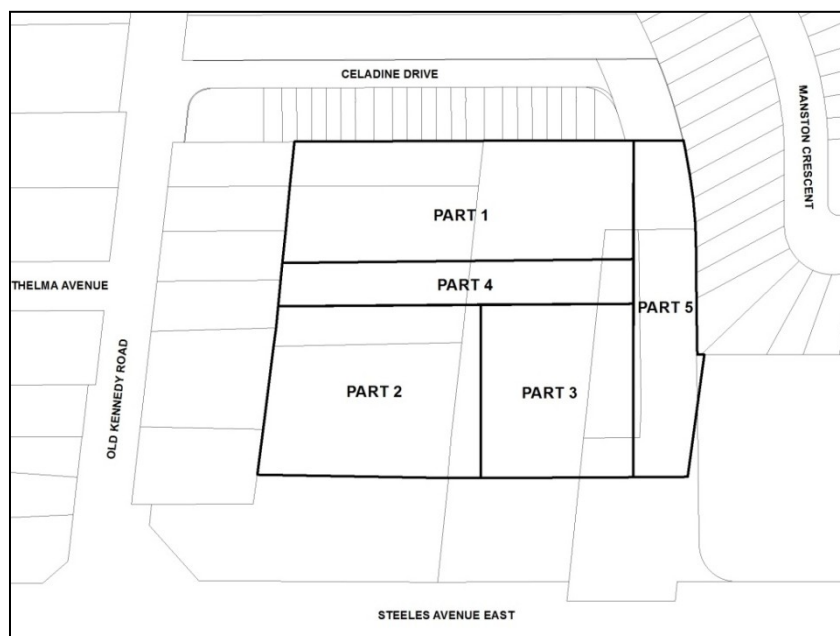 CELADINE DRIVE
MANSTON CRESCENT
PART 1
THELMA AVENUE
PART 4
PART 5
OLD KENNEDY ROAD
PART 2
PART 3
STEELES AVENUE EAST